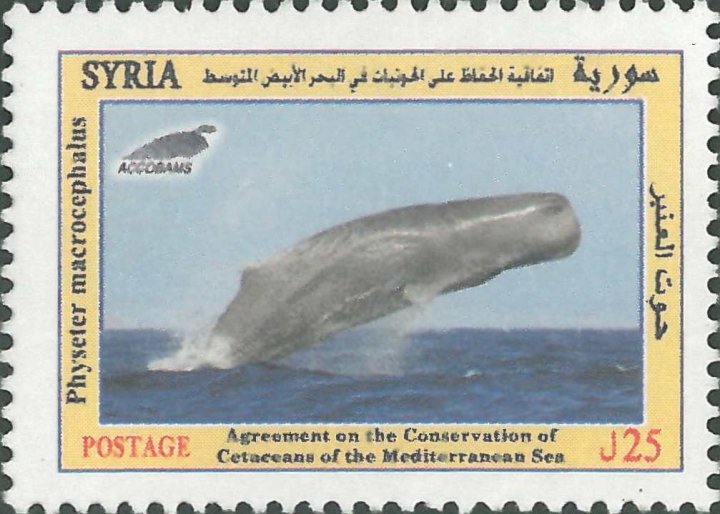 SYRIA
اتفاقية الحفاظ على الحوتيات في البحر الأبيض المتوسط
سورية
ACCOBAMS
Physeter macrocephalus
حوت العنبر
POSTAGE
Agreement on the Conservation of
Cetaceans of the Mediterranean Sea
ل 25